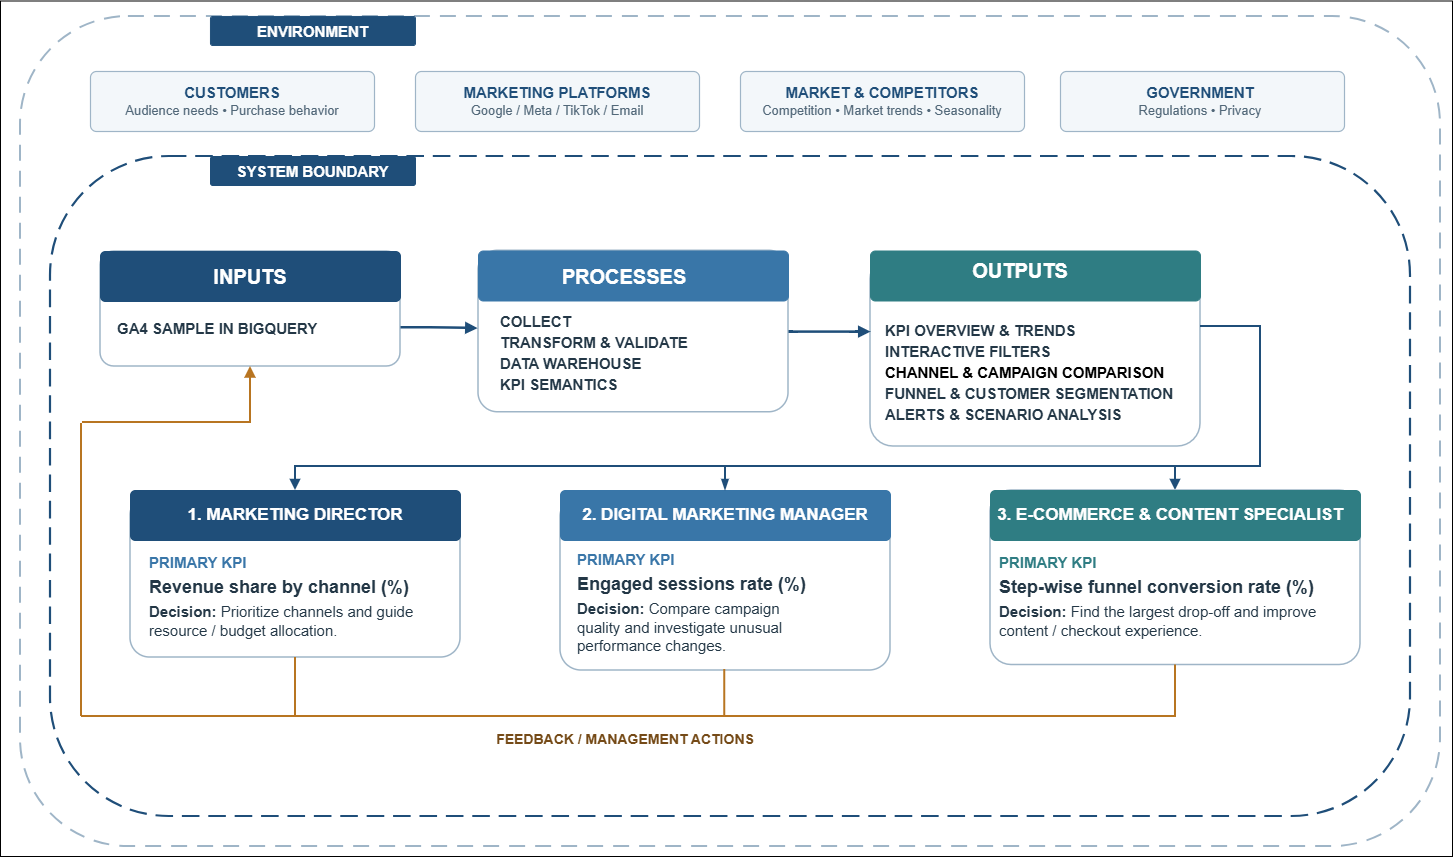 ENVIRONMENT
CUSTOMERS
Audience needs • Purchase behavior
MARKETING PLATFORMS
Google / Meta / TikTok / Email
MARKET & COMPETITORS
Competition • Market trends • Seasonality
GOVERNMENT
Regulations • Privacy
SYSTEM BOUNDARY
INPUTS
GA4 SAMPLE IN BIGQUERY
PROCESSES
COLLECT
TRANSFORM & VALIDATE
DATA WAREHOUSE
KPI SEMANTICS
OUTPUTS
KPI OVERVIEW & TRENDS
INTERACTIVE FILTERS
CHANNEL & CAMPAIGN COMPARISON
FUNNEL & CUSTOMER SEGMENTATION
ALERTS & SCENARIO ANALYSIS
1. MARKETING DIRECTOR
PRIMARY KPI
Revenue share by channel (%)
Decision: Prioritize channels and guide
resource / budget allocation.
2. DIGITAL MARKETING MANAGER
PRIMARY KPI
Engaged sessions rate (%)
Decision: Compare campaign
quality and investigate unusual
performance changes.
3. E-COMMERCE & CONTENT SPECIALIST
PRIMARY KPI
Step-wise funnel conversion rate (%)
Decision: Find the largest drop-off and improve
content / checkout experience.
FEEDBACK / MANAGEMENT ACTIONS